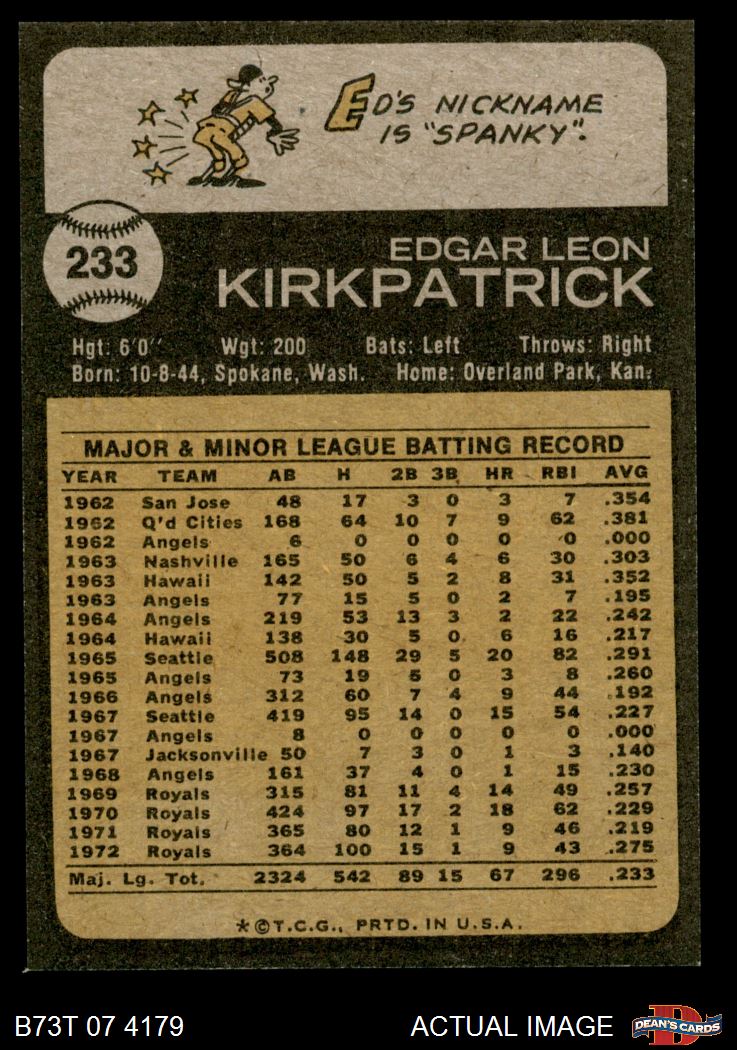 ED'S NICKNAME
IS "SPANKY".
233
EDGAR LEON
KIRKPATRICK
Hgt: 6'0" Wgt: 200 Bats: Left Throws: Right
Born: 10-8-44, Spokane, Wash. Home: Overland Park, Kan.
MAJOR & MINOR LEAGUE BATTING RECORD
YEAR TEAM AB H 2B 3B HR RBI AVG
1962 San Jose 48 17 3 0 3 7 .354
1962 Q'd Cities 168 64 10 7 9 62 .381
1962 Angels 6 0 0 0 0 0 .000
1963 Nashville 165 50 6 4 6 30 .303
1963 Hawaii 142 50 5 2 8 31 .352
1963 Angels 77 15 5 0 2 7 .195
1964 Angels 219 53 13 3 2 22 .242
1964 Hawaii 138 30 5 0 6 16 .217
1965 Seattle 508 148 29 5 20 82 .291
1965 Angels 73 19 5 0 3 8 .260
1966 Angels 312 60 7 4 9 44 .192
1967 Seattle 419 95 14 0 15 54 .227
1967 Angels 8 0 0 0 0 0 .000
1967 Jacksonville 50 7 3 0 1 3 .140
1968 Angels 161 37 4 0 1 15 .230
1969 Royals 315 81 11 4 14 49 .257
1970 Royals 424 97 17 2 18 62 .229
1971 Royals 365 80 12 1 9 46 .219
1972 Royals 364 100 15 1 9 43 .275
Maj. Lg. Tot. 2324 542 89 15 67 296 .233
*©T.C.G., PRTD. IN U.S.A.
B73T 07 4179 ACTUAL IMAGE D DEAN'S CARDS